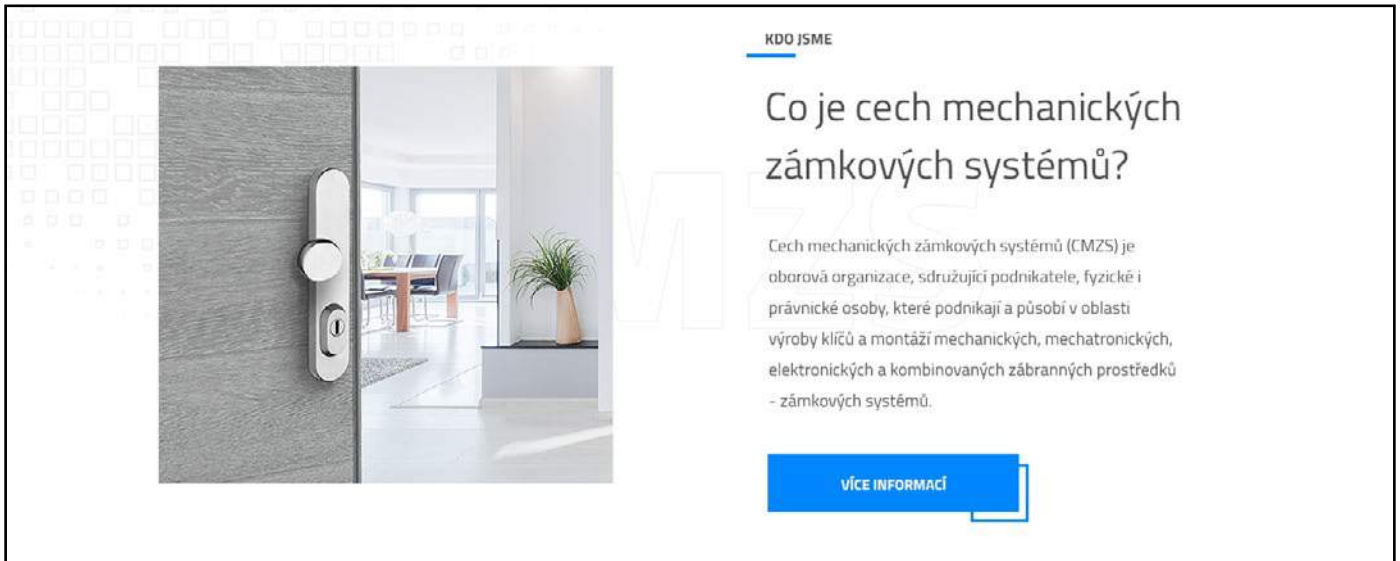 KDO JSME
Co je cech mechanických
zámkových systémů?
MZS
Cech mechanických zámkových systémů (CMZS) je
oborová organizace, sdružující podnikatele, fyzické i
právnické osoby, které podnikají a působí v oblasti
výroby klíčů a montáží mechanických, mechatronických,
elektronických a kombinovaných zábranných prostředků
- zámkových systémů.
VÍCE INFORMACÍ